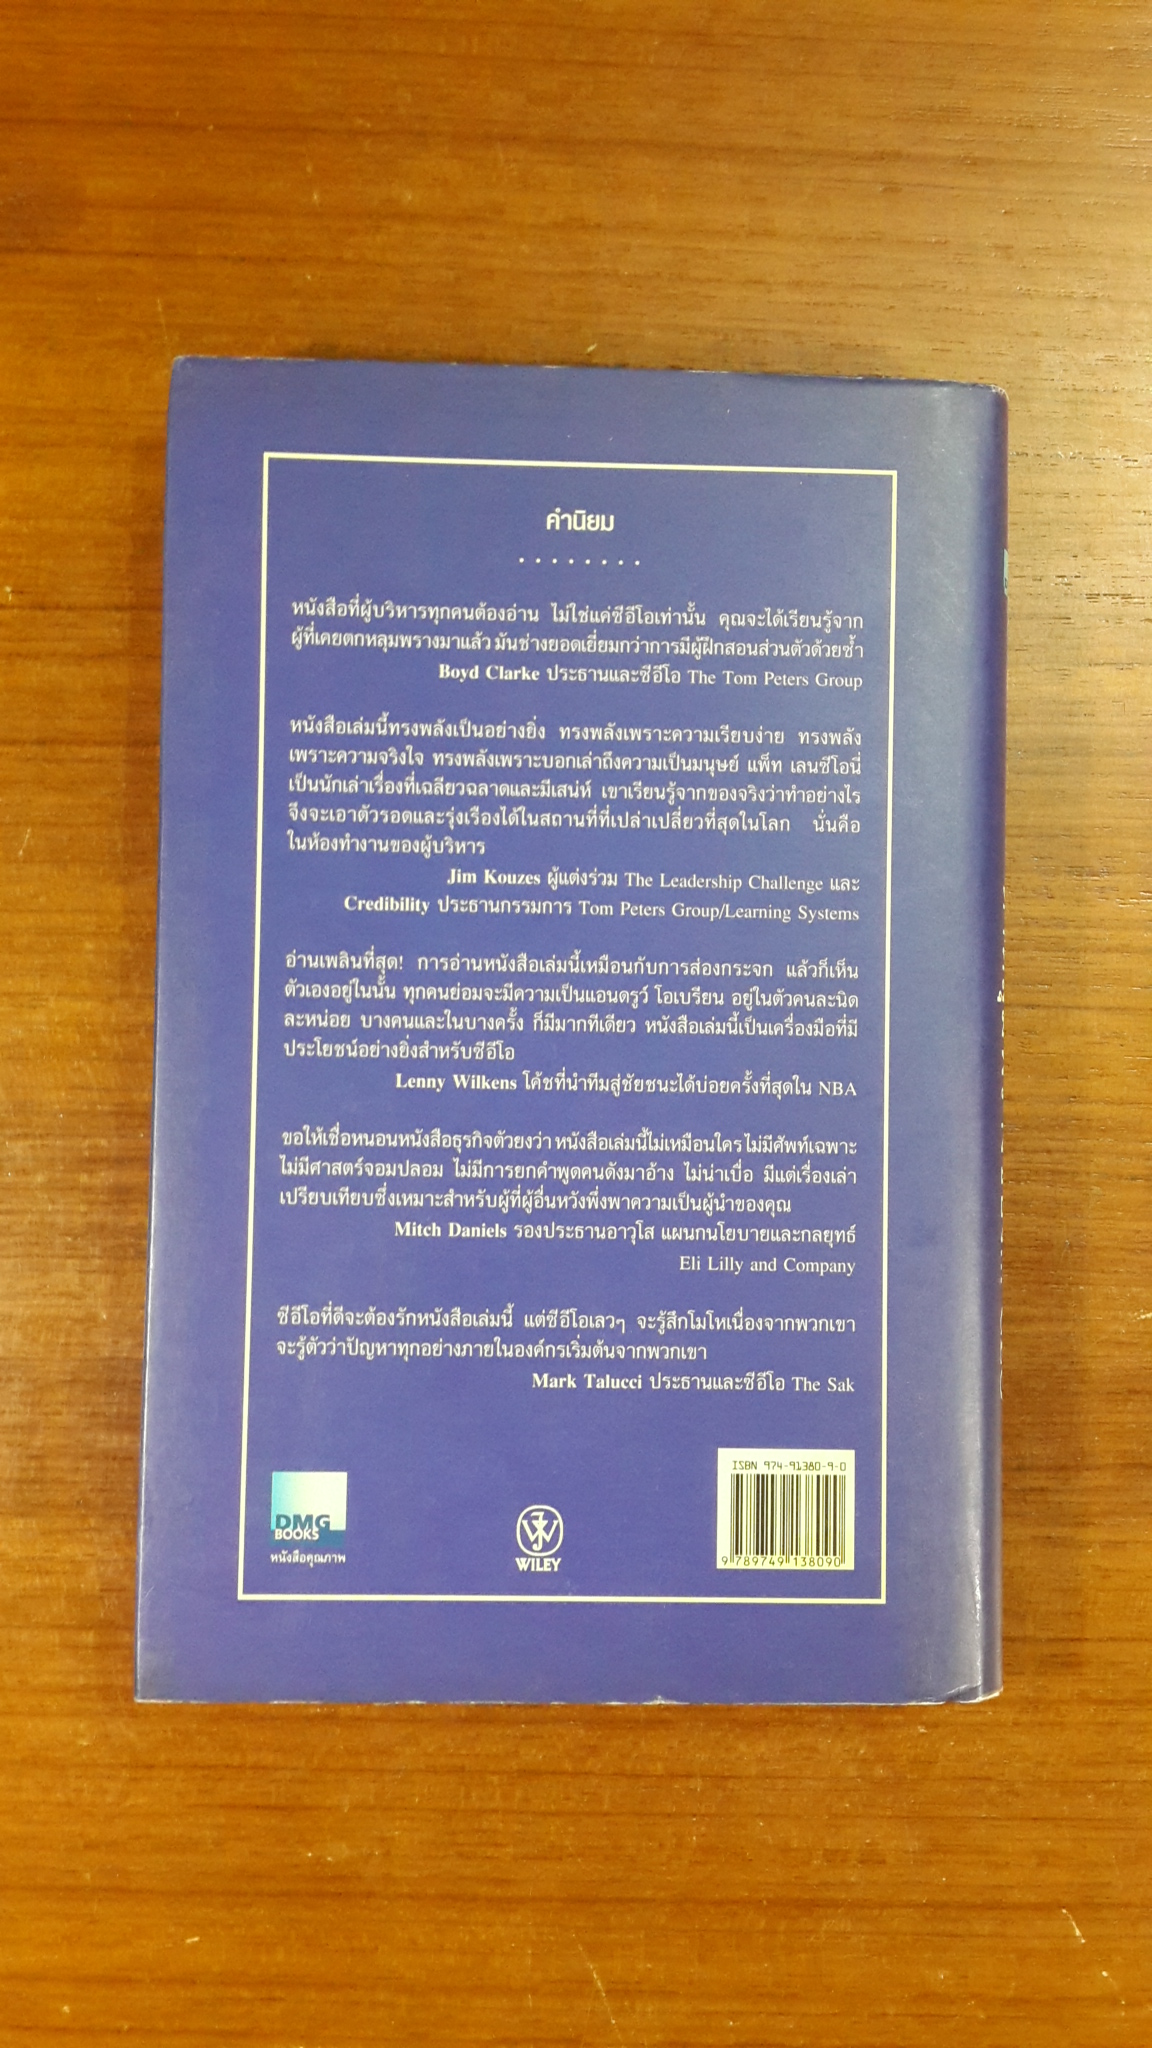 คำนิยม
• • • • • • • •
หนังสือที่ผู้บริหารทุกคนต้องอ่าน ไม่ใช่แค่ซีอีโอเท่านั้น คุณจะได้เรียนรู้จาก
ผู้ที่เคยตกหลุมพรางมาแล้ว มันช่างยอดเยี่ยมกว่าการมีผู้ฝึกสอนส่วนตัวด้วยซ้ำ
Boyd Clarke ประธานและซีอีโอ The Tom Peters Group
หนังสือเล่มนี้ทรงพลังเป็นอย่างยิ่ง ทรงพลังเพราะความเรียบง่าย ทรงพลัง
เพราะความจริงใจ ทรงพลังเพราะบอกเล่าถึงความเป็นมนุษย์ แพ็ท เลนซีโอนี่
เป็นนักเล่าเรื่องที่เฉลียวฉลาดและมีเสน่ห์ เขาเรียนรู้จากของจริงว่าทำอย่างไร
จึงจะเอาตัวรอดและรุ่งเรืองได้ในสถานที่ที่เปล่าเปลี่ยวที่สุดในโลก นั่นคือ
ในห้องทำงานของผู้บริหาร
Jim Kouzes ผู้แต่งร่วม The Leadership Challenge และ
Credibility ประธานกรรมการ Tom Peters Group/Learning Systems
อ่านเพลินที่สุด! การอ่านหนังสือเล่มนี้เหมือนกับการส่องกระจก แล้วก็เห็น
ตัวเองอยู่ในนั้น ทุกคนย่อมจะมีความเป็นแอนดรูว์ โอเบรียน อยู่ในตัวคนละนิด
ละหน่อย บางคนและในบางครั้ง ก็มีมากทีเดียว หนังสือเล่มนี้เป็นเครื่องมือที่มี
ประโยชน์อย่างยิ่งสำหรับซีอีโอ
Lenny Wilkens โค้ชที่นำทีมสู่ชัยชนะได้บ่อยครั้งที่สุดใน NBA
ขอให้เชื่อหนอนหนังสือธุรกิจตัวยงว่า หนังสือเล่มนี้ไม่เหมือนใคร ไม่มีศัพท์เฉพาะ
ไม่มีศาสตร์จอมปลอม ไม่มีการยกคำพูดคนดังมาอ้าง ไม่น่าเบื่อ มีแต่เรื่องเล่า
เปรียบเทียบซึ่งเหมาะสำหรับผู้ที่ผู้อื่นหวังพึ่งพาความเป็นผู้นำของคุณ
Mitch Daniels รองประธานอาวุโส แผนกนโยบายและกลยุทธ์
Eli Lilly and Company
ซีอีโอที่ดีจะต้องรักหนังสือเล่มนี้ แต่ซีอีโอเลวๆ จะรู้สึกโมโหเนื่องจากพวกเขา
จะรู้ตัวว่าปัญหาทุกอย่างภายในองค์กรเริ่มต้นจากพวกเขา
Mark Talucci ประธานและซีอีโอ The Sak
DMG
BOOKS
หนังสือคุณภาพ
WILEY
ISBN 974-91380-9-0
9 789749 138090